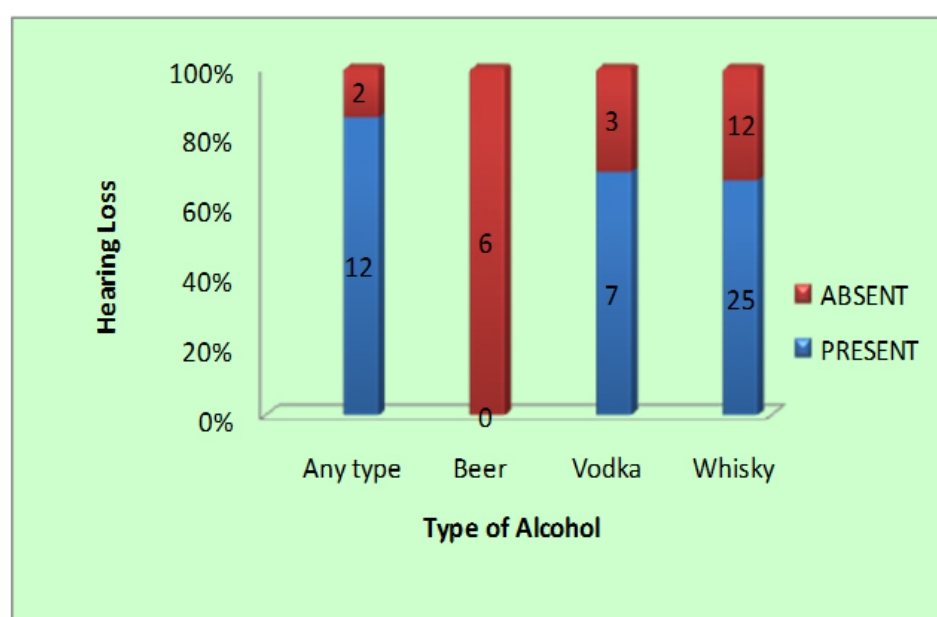 100%
80%
60%
40%
20%
0%
Hearing Loss
2
12
6
0
3
7
12
25
ABSENT
PRESENT
Any type Beer Vodka Whisky
Type of Alcohol